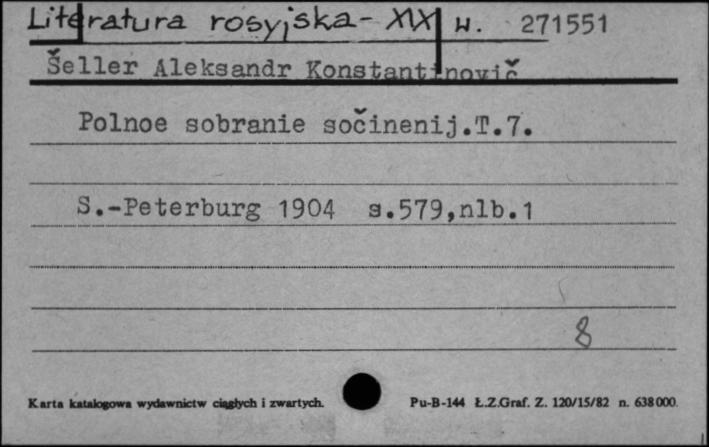 Literatura rosyjska - XIX w. 271551
Šeller Aleksandr Konstantinovič
Polnoe sobranie sočinenij.T.7.
S.-Peterburg 1904 s.579,nlb.1
8
Karta katalogowa wydawnictw ciągłych i zwartych. Pu-B-144 Ł.Z.Graf. Z. 120/15/82 n. 638000.